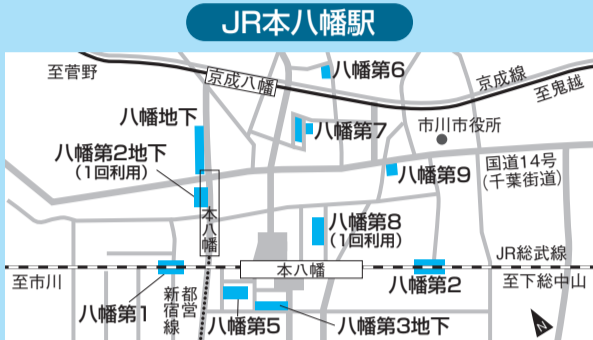 JR本八幡駅
至菅野
京成八幡
八幡第6
京成線
至鬼越
八幡地下
八幡第7
市川市役所
八幡第2地下
(1回利用)
八幡第9
国道14号
(千葉街道)
本八幡
八幡第8
(1回利用)
JR総武線
至市川
本八幡
至下総中山
八幡第1
都営
新宿線
八幡第5
八幡第3地下
八幡第2
N